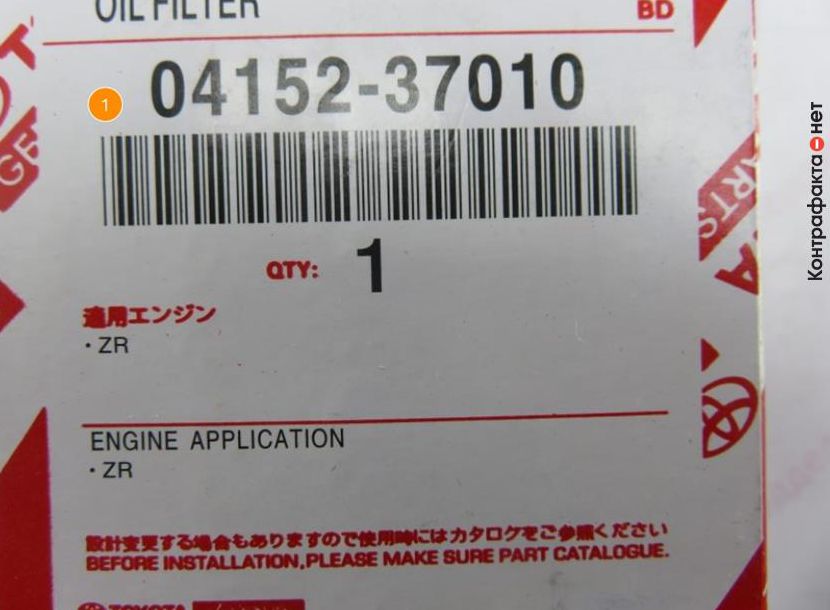 OIL FILTER
BD
1
04152-37010
QTY: 1
適用エンジン
・ZR
ENGINE APPLICATION
・ZR
設計変更する場合もありますので使用時にはカタログをご参照ください
BEFORE INSTALLATION,PLEASE MAKE SURE PART CATALOGUE.
TOYOTA
ARTS
Контрафакта нет